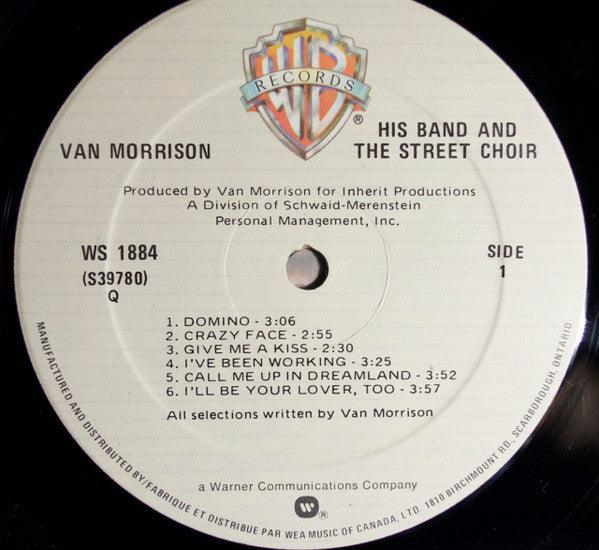 WB
RECORDS
®
VAN MORRISON
HIS BAND AND
THE STREET CHOIR
Produced by Van Morrison for Inherit Productions
A Division of Schwaid-Merenstein
Personal Management, Inc.
WS 1884
(S39780)
Q
SIDE
1
1. DOMINO - 3:06
2. CRAZY FACE - 2:55
3. GIVE ME A KISS - 2:30
4. I'VE BEEN WORKING - 3:25
5. CALL ME UP IN DREAMLAND - 3:52
6. I'LL BE YOUR LOVER, TOO - 3:57
All selections written by Van Morrison
a Warner Communications Company
®
MANUFACTURED AND DISTRIBUTED BY/FABRIQUE ET DISTRIBUE PAR WEA MUSIC OF CANADA, LTD. 1810 BIRCHMOUNT RD., SCARBOROUGH, ONTARIO